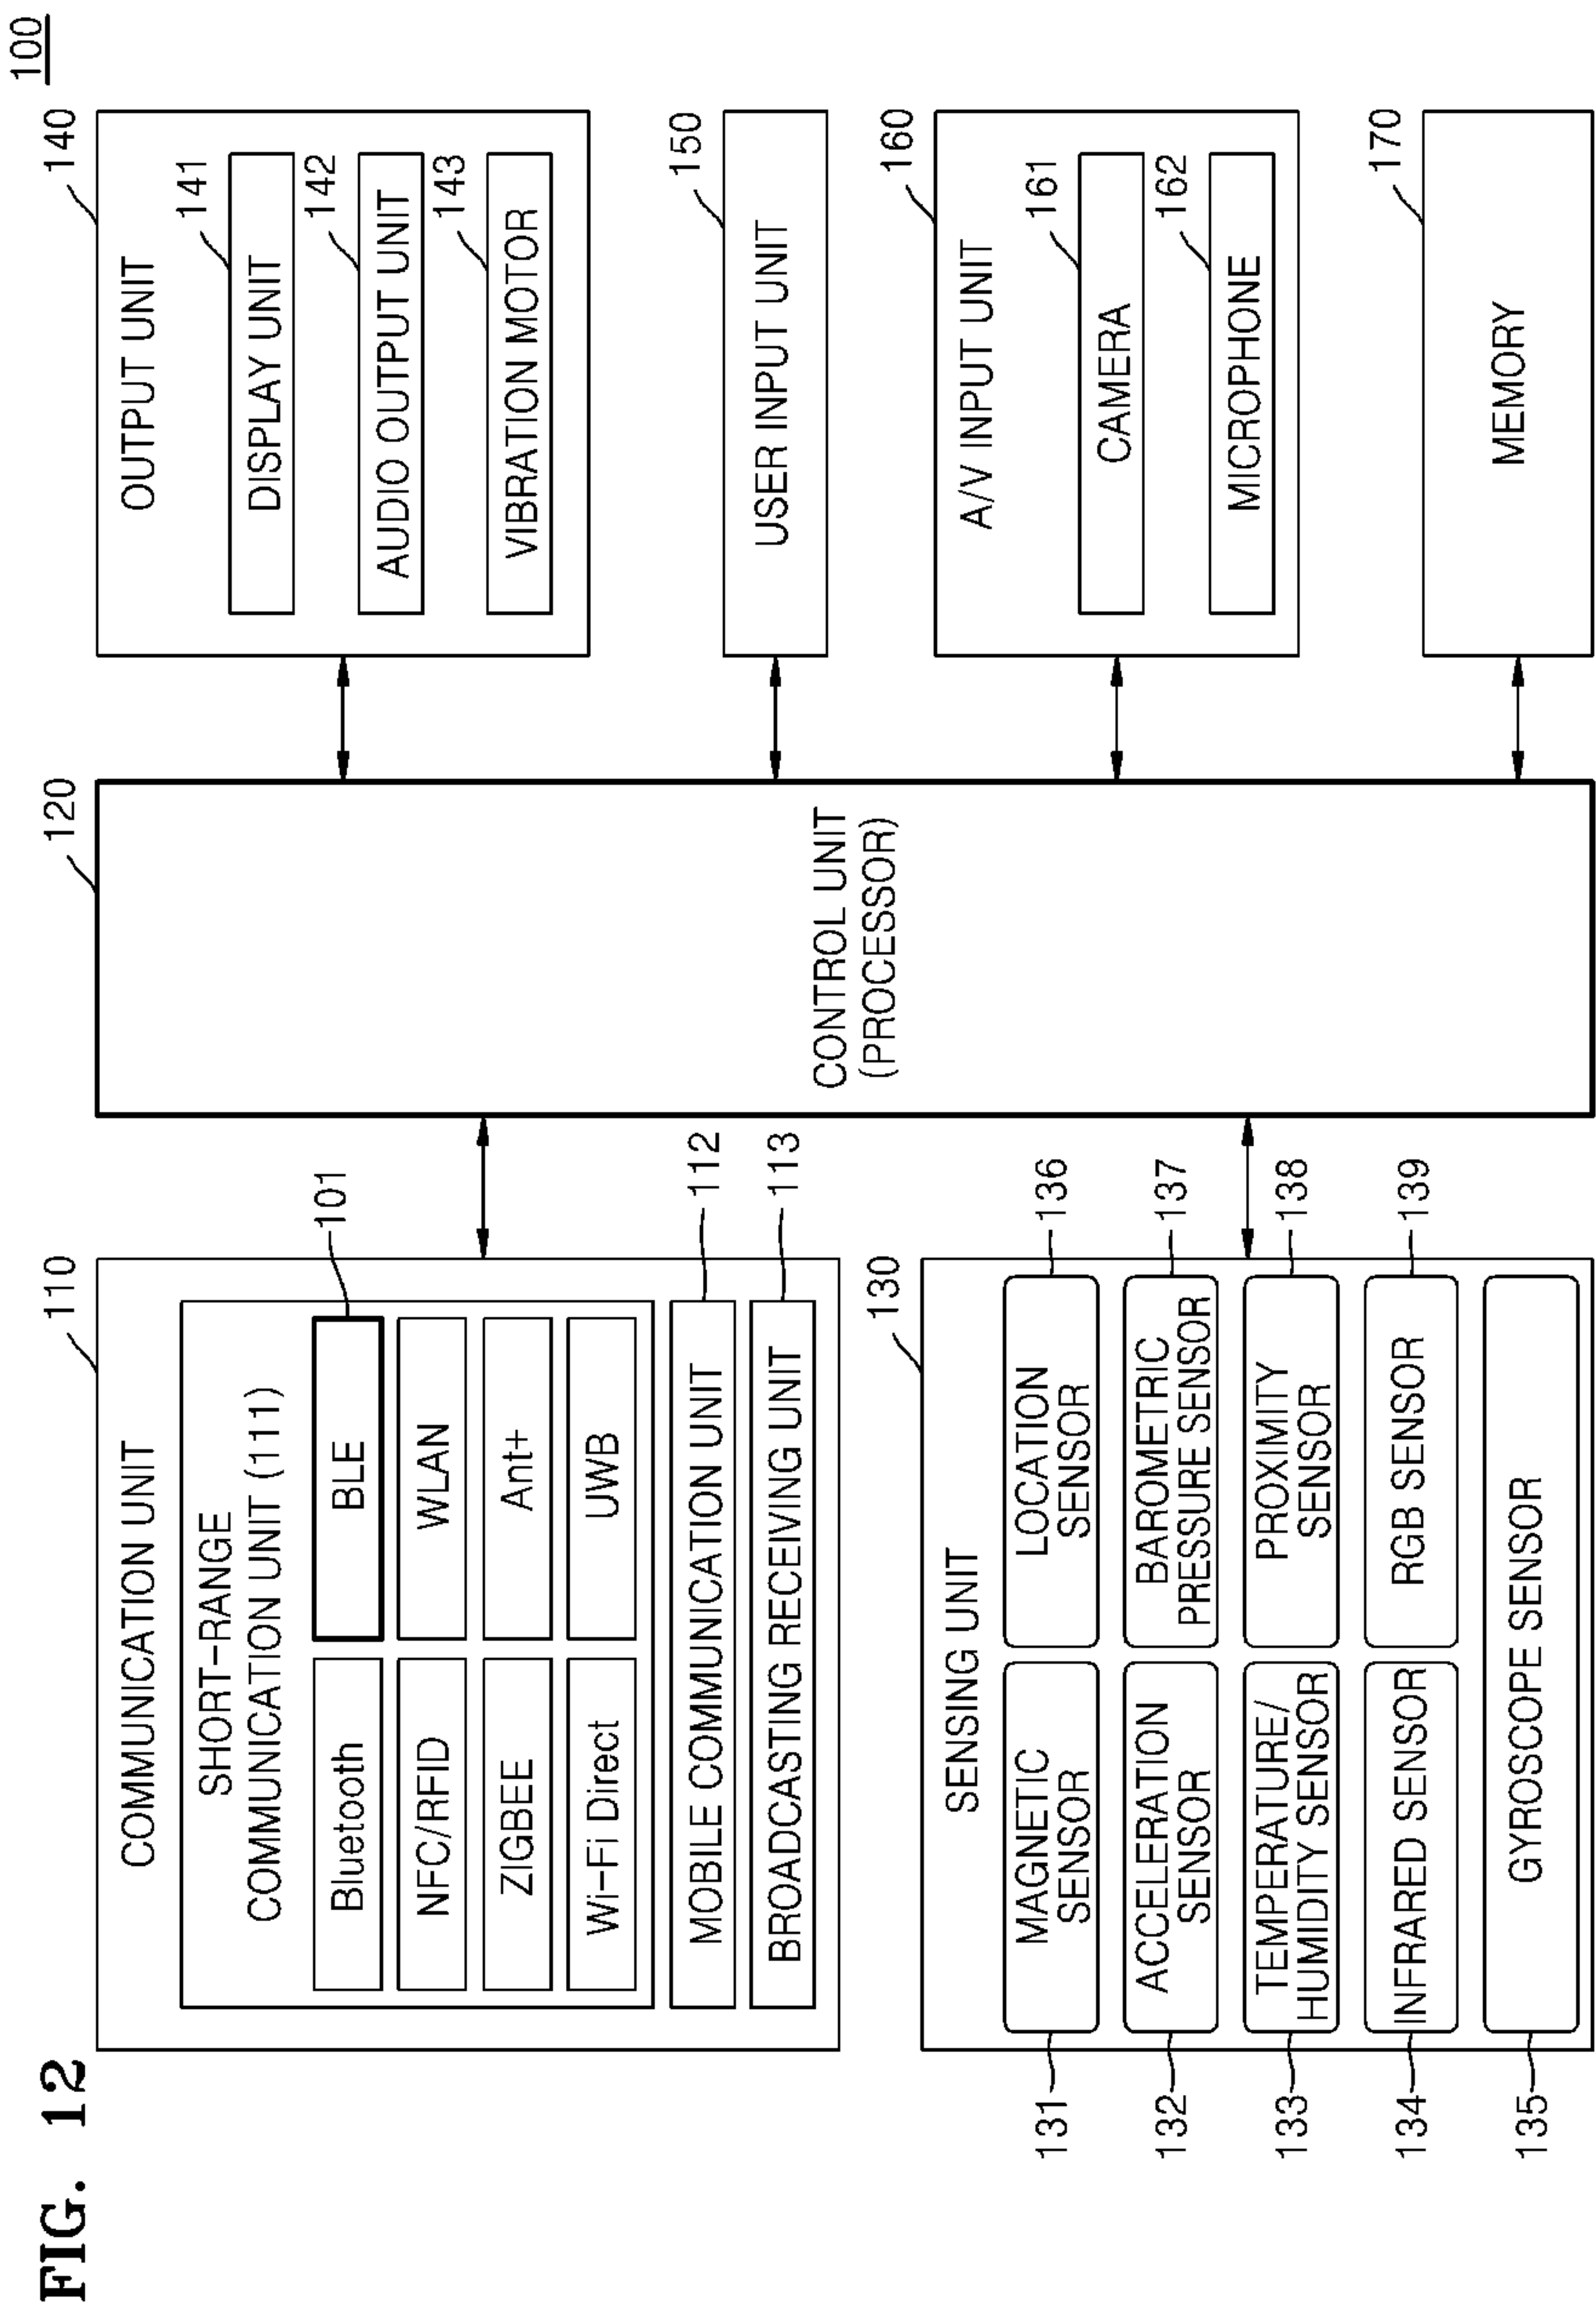 FIG. 12
100
110
COMMUNICATION UNIT
SHORT-RANGE
COMMUNICATION UNIT (111)
Bluetooth
BLE
101
NFC/RFID
WLAN
ZIGBEE
Ant+
Wi-Fi Direct
UWB
MOBILE COMMUNICATION UNIT
112
BROADCASTING RECEIVING UNIT
113
130
SENSING UNIT
131
MAGNETIC
SENSOR
LOCATION
SENSOR
136
132
ACCELERATION
SENSOR
BAROMETRIC
PRESSURE SENSOR
137
133
TEMPERATURE/
HUMIDITY SENSOR
PROXIMITY
SENSOR
138
134
INFRARED SENSOR
RGB SENSOR
139
135
GYROSCOPE SENSOR
120
CONTROL UNIT
(PROCESSOR)
140
OUTPUT UNIT
141
DISPLAY UNIT
142
AUDIO OUTPUT UNIT
143
VIBRATION MOTOR
150
USER INPUT UNIT
160
A/V INPUT UNIT
161
CAMERA
162
MICROPHONE
170
MEMORY